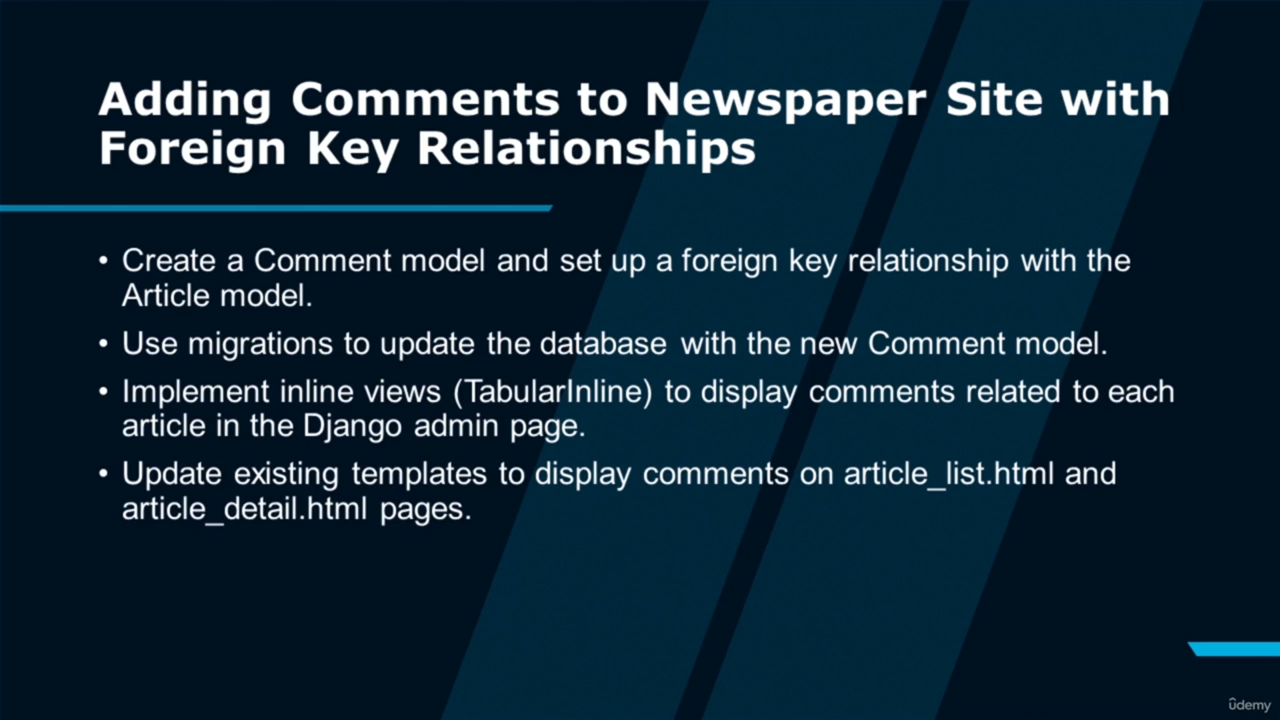 Adding Comments to Newspaper Site with
Foreign Key Relationships
• Create a Comment model and set up a foreign key relationship with the
Article model.
• Use migrations to update the database with the new Comment model.
• Implement inline views (TabularInline) to display comments related to each
article in the Django admin page.
• Update existing templates to display comments on article_list.html and
article_detail.html pages.
ûdemy